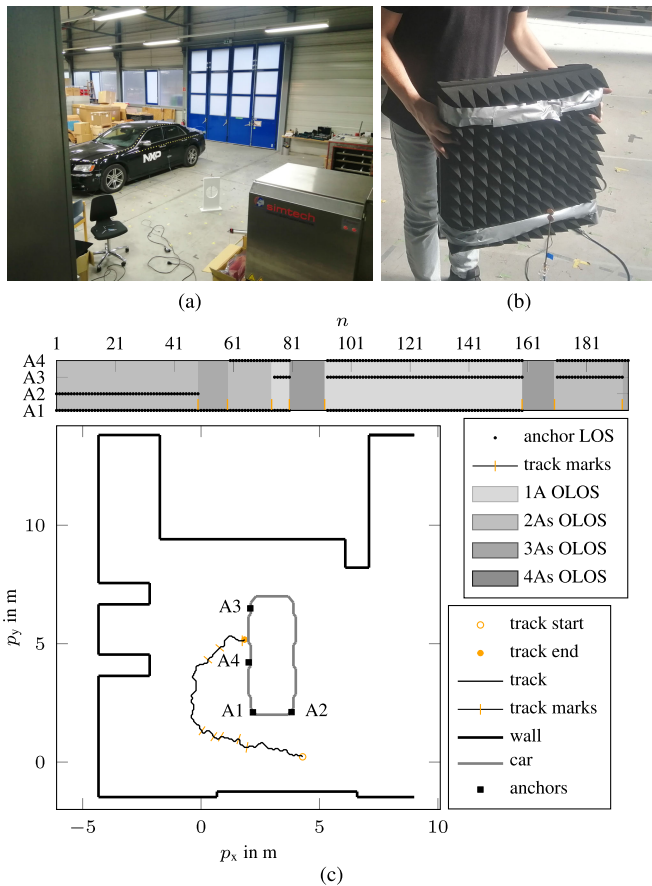 NXP
simtech
(a)
(b)
n
1 21 41 61 81 101 121 141 161 181
A4
A3
A2
A1
anchor LOS
track marks
1A OLOS
2As OLOS
3As OLOS
4As OLOS
10
5
0
py in m
A3
A4
A1
A2
track start
track end
track
track marks
wall
car
anchors
−5 0 5 10
px in m
(c)